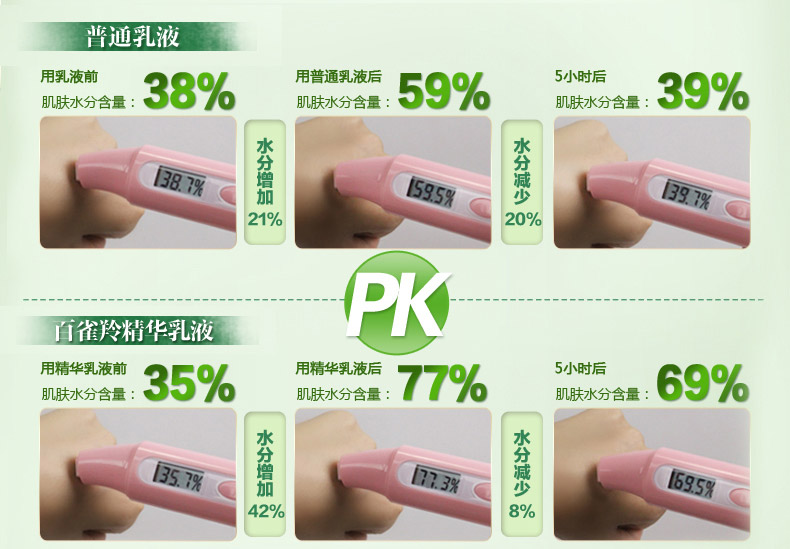 普通乳液
用乳液前
肌肤水分含量：38%
用普通乳液后
肌肤水分含量：59%
5小时后
肌肤水分含量：39%
38.7%
水分增加
21%
59.5%
水分减少
20%
39.7%
PK
百雀羚精华乳液
用精华乳液前
肌肤水分含量：35%
用精华乳液后
肌肤水分含量：77%
5小时后
肌肤水分含量：69%
35.7%
水分增加
42%
77.3%
水分减少
8%
69.5%